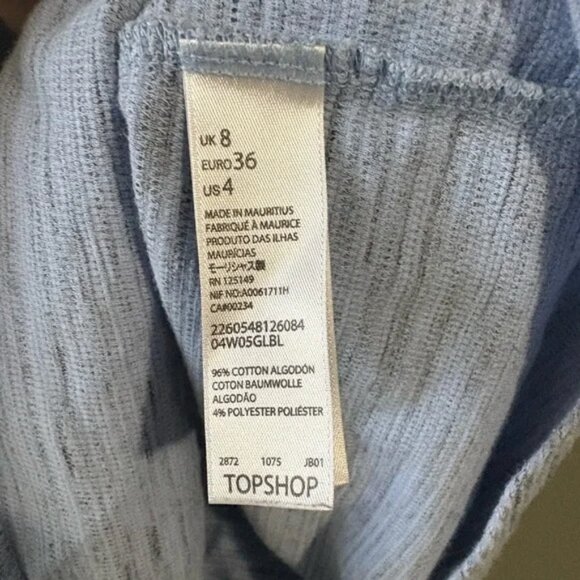 UK 8
EURO 36
US 4
MADE IN MAURITIUS
FABRIQUÉ À MAURICE
PRODUTO DAS ILHAS
MAURÍCIAS
モーリシャス製
RN 125149
NIF NO:A0061711H
CA#00234
2260548126084
04W05GLBL
96% COTTON ALGODÓN
COTON BAUMWOLLE
ALGODÃO
4% POLYESTER POLIÉSTER
2872 1075 JB01
TOPSHOP